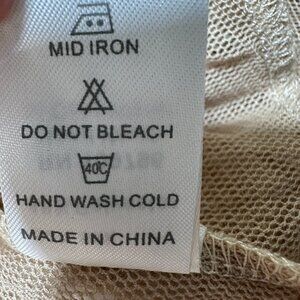 MID IRON
DO NOT BLEACH
40C
HAND WASH COLD
MADE IN CHINA